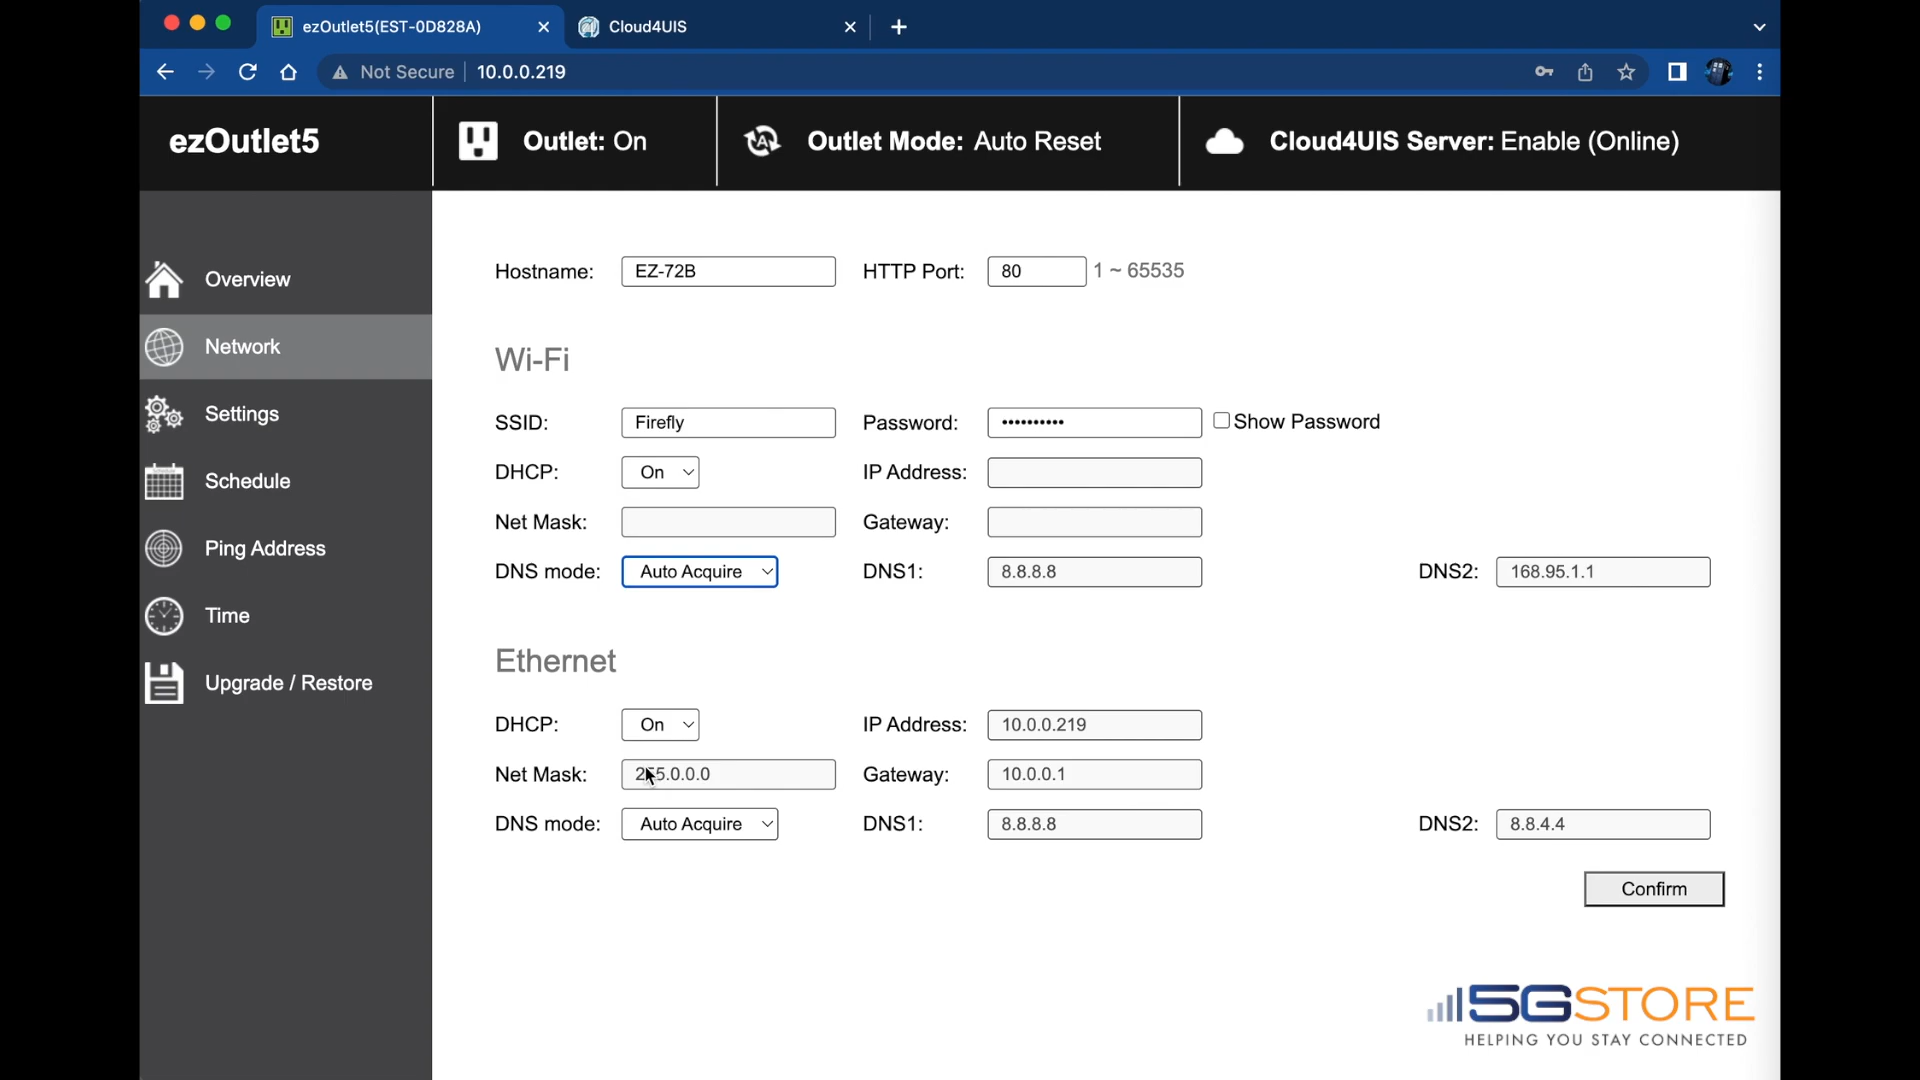 ezOutlet5(EST-0D828A) Cloud4UIS
Not Secure 10.0.0.219
ezOutlet5 Outlet: On Outlet Mode: Auto Reset Cloud4UIS Server: Enable (Online)
Overview
Network
Settings
Schedule
Ping Address
Time
Upgrade / Restore
Hostname: EZ-72B HTTP Port: 80 1 ~ 65535
Wi-Fi
SSID: Firefly Password: •••••••••• Show Password
DHCP: On IP Address:
Net Mask: Gateway:
DNS mode: Auto Acquire DNS1: 8.8.8.8 DNS2: 168.95.1.1
Ethernet
DHCP: On IP Address: 10.0.0.219
Net Mask: 255.0.0.0 Gateway: 10.0.0.1
DNS mode: Auto Acquire DNS1: 8.8.8.8 DNS2: 8.8.4.4
Confirm
5GSTORE
HELPING YOU STAY CONNECTED